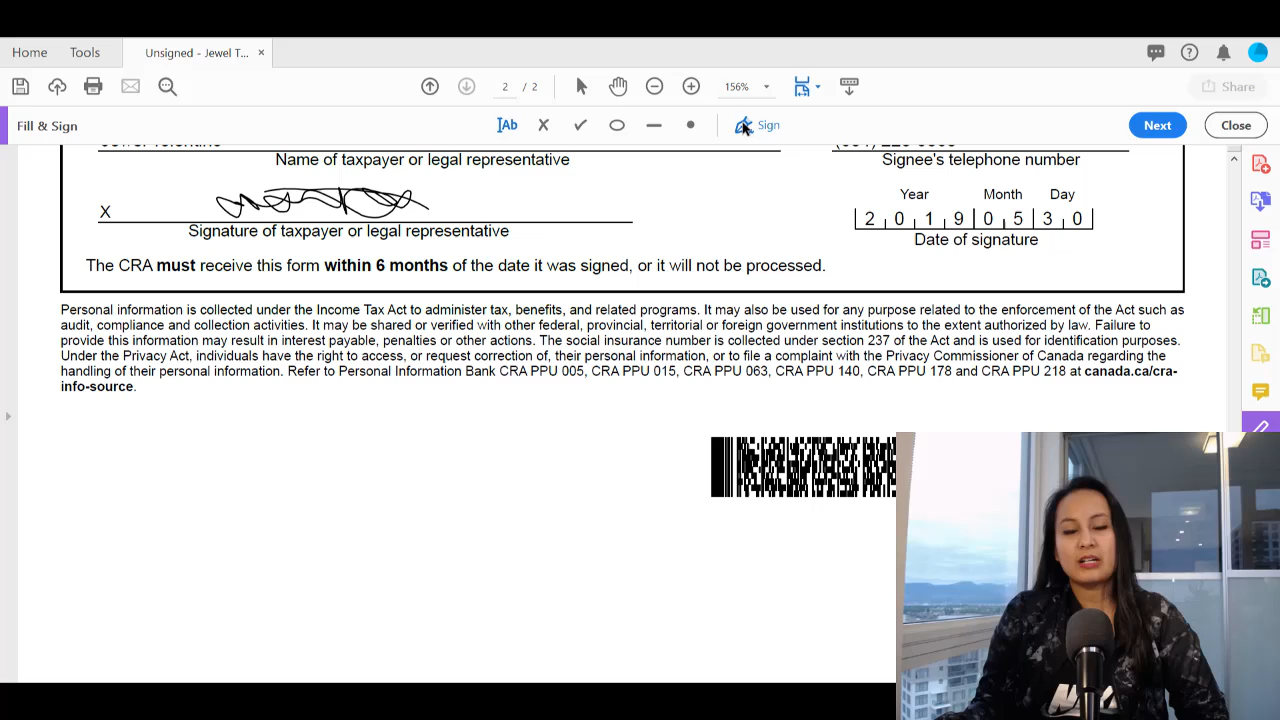 Home Tools Unsigned - Jewel T... ×
2 / 2 156% Share
Fill & Sign Ab Sign Next Close
Name of taxpayer or legal representative Signee's telephone number
Year Month Day
X 2 0 1 9 0 5 3 0
Signature of taxpayer or legal representative Date of signature
The CRA must receive this form within 6 months of the date it was signed, or it will not be processed.
Personal information is collected under the Income Tax Act to administer tax, benefits, and related programs. It may also be used for any purpose related to the enforcement of the Act such as
audit, compliance and collection activities. It may be shared or verified with other federal, provincial, territorial or foreign government institutions to the extent authorized by law. Failure to
provide this information may result in interest payable, penalties or other actions. The social insurance number is collected under section 237 of the Act and is used for identification purposes.
Under the Privacy Act, individuals have the right to access, or request correction of, their personal information, or to file a complaint with the Privacy Commissioner of Canada regarding the
handling of their personal information. Refer to Personal Information Bank CRA PPU 005, CRA PPU 015, CRA PPU 063, CRA PPU 140, CRA PPU 178 and CRA PPU 218 at canada.ca/cra-
info-source.